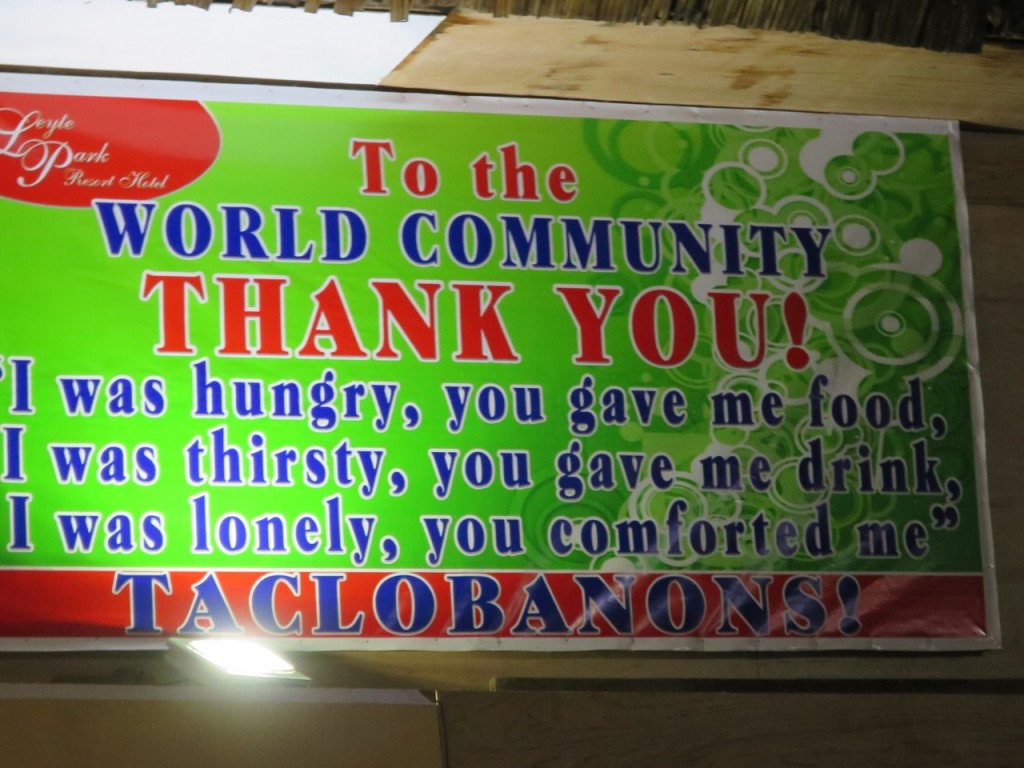 Leyte
Park
Resort Hotel
To the
WORLD COMMUNITY
THANK YOU!
"I was hungry, you gave me food,
I was thirsty, you gave me drink,
I was lonely, you comforted me"
TACLOBANONS!